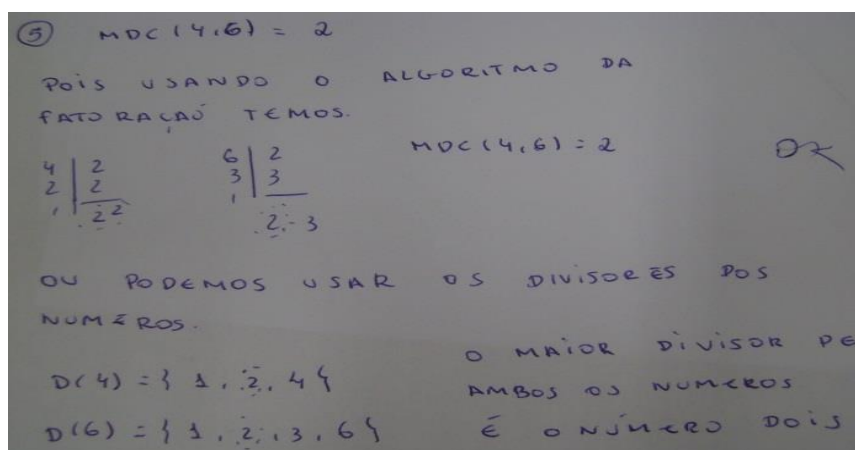 5 MDC (4,6) = 2
POIS USANDO O ALGORITMO DA
FATORAÇAÕ TEMOS.
4 | 2
2 | 2
1 | 2²
6 | 2
3 | 3
1
2.3
MDC (4,6) = 2
OK
OU PODEMOS USAR OS DIVISORES DOS
NUMEROS.
D(4) = { 1, 2, 4 {
D(6) = { 1, 2, 3, 6 }
O MAIOR DIVISOR DE
AMBOS OS NUMEROS
É O NÚMERO DOIS